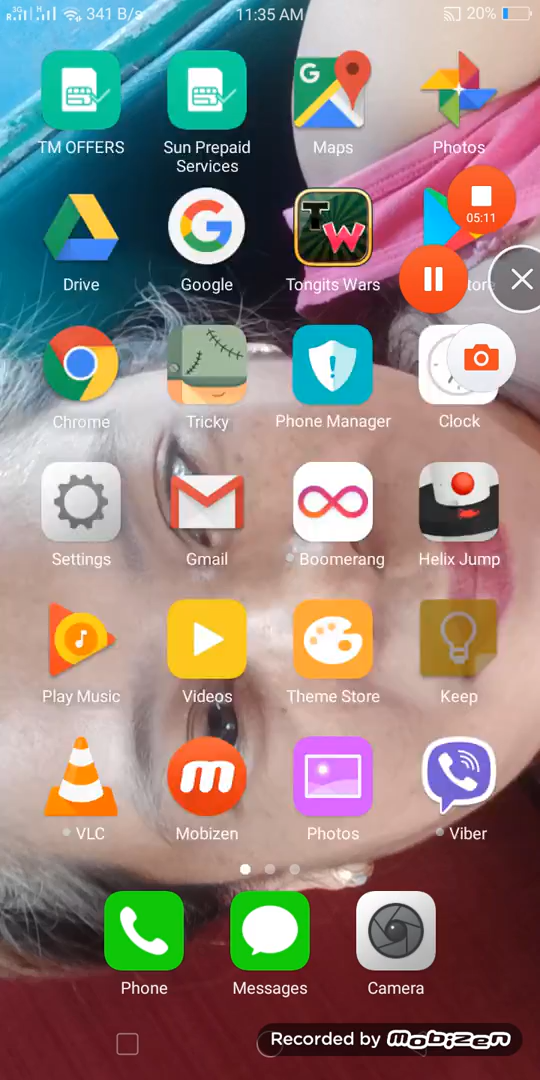 3G
R
H
341 B/s
11:35 AM
20%
TM OFFERS
Sun Prepaid
Services
G
Maps
Photos
05:11
Drive
G
Google
TW
Tongits Wars
Chrome
Tricky
Phone Manager
Clock
Settings
Gmail
Boomerang
Helix Jump
Play Music
Videos
Theme Store
Keep
VLC
m
Mobizen
Photos
Viber
Phone
Messages
Camera
Recorded by mobizen